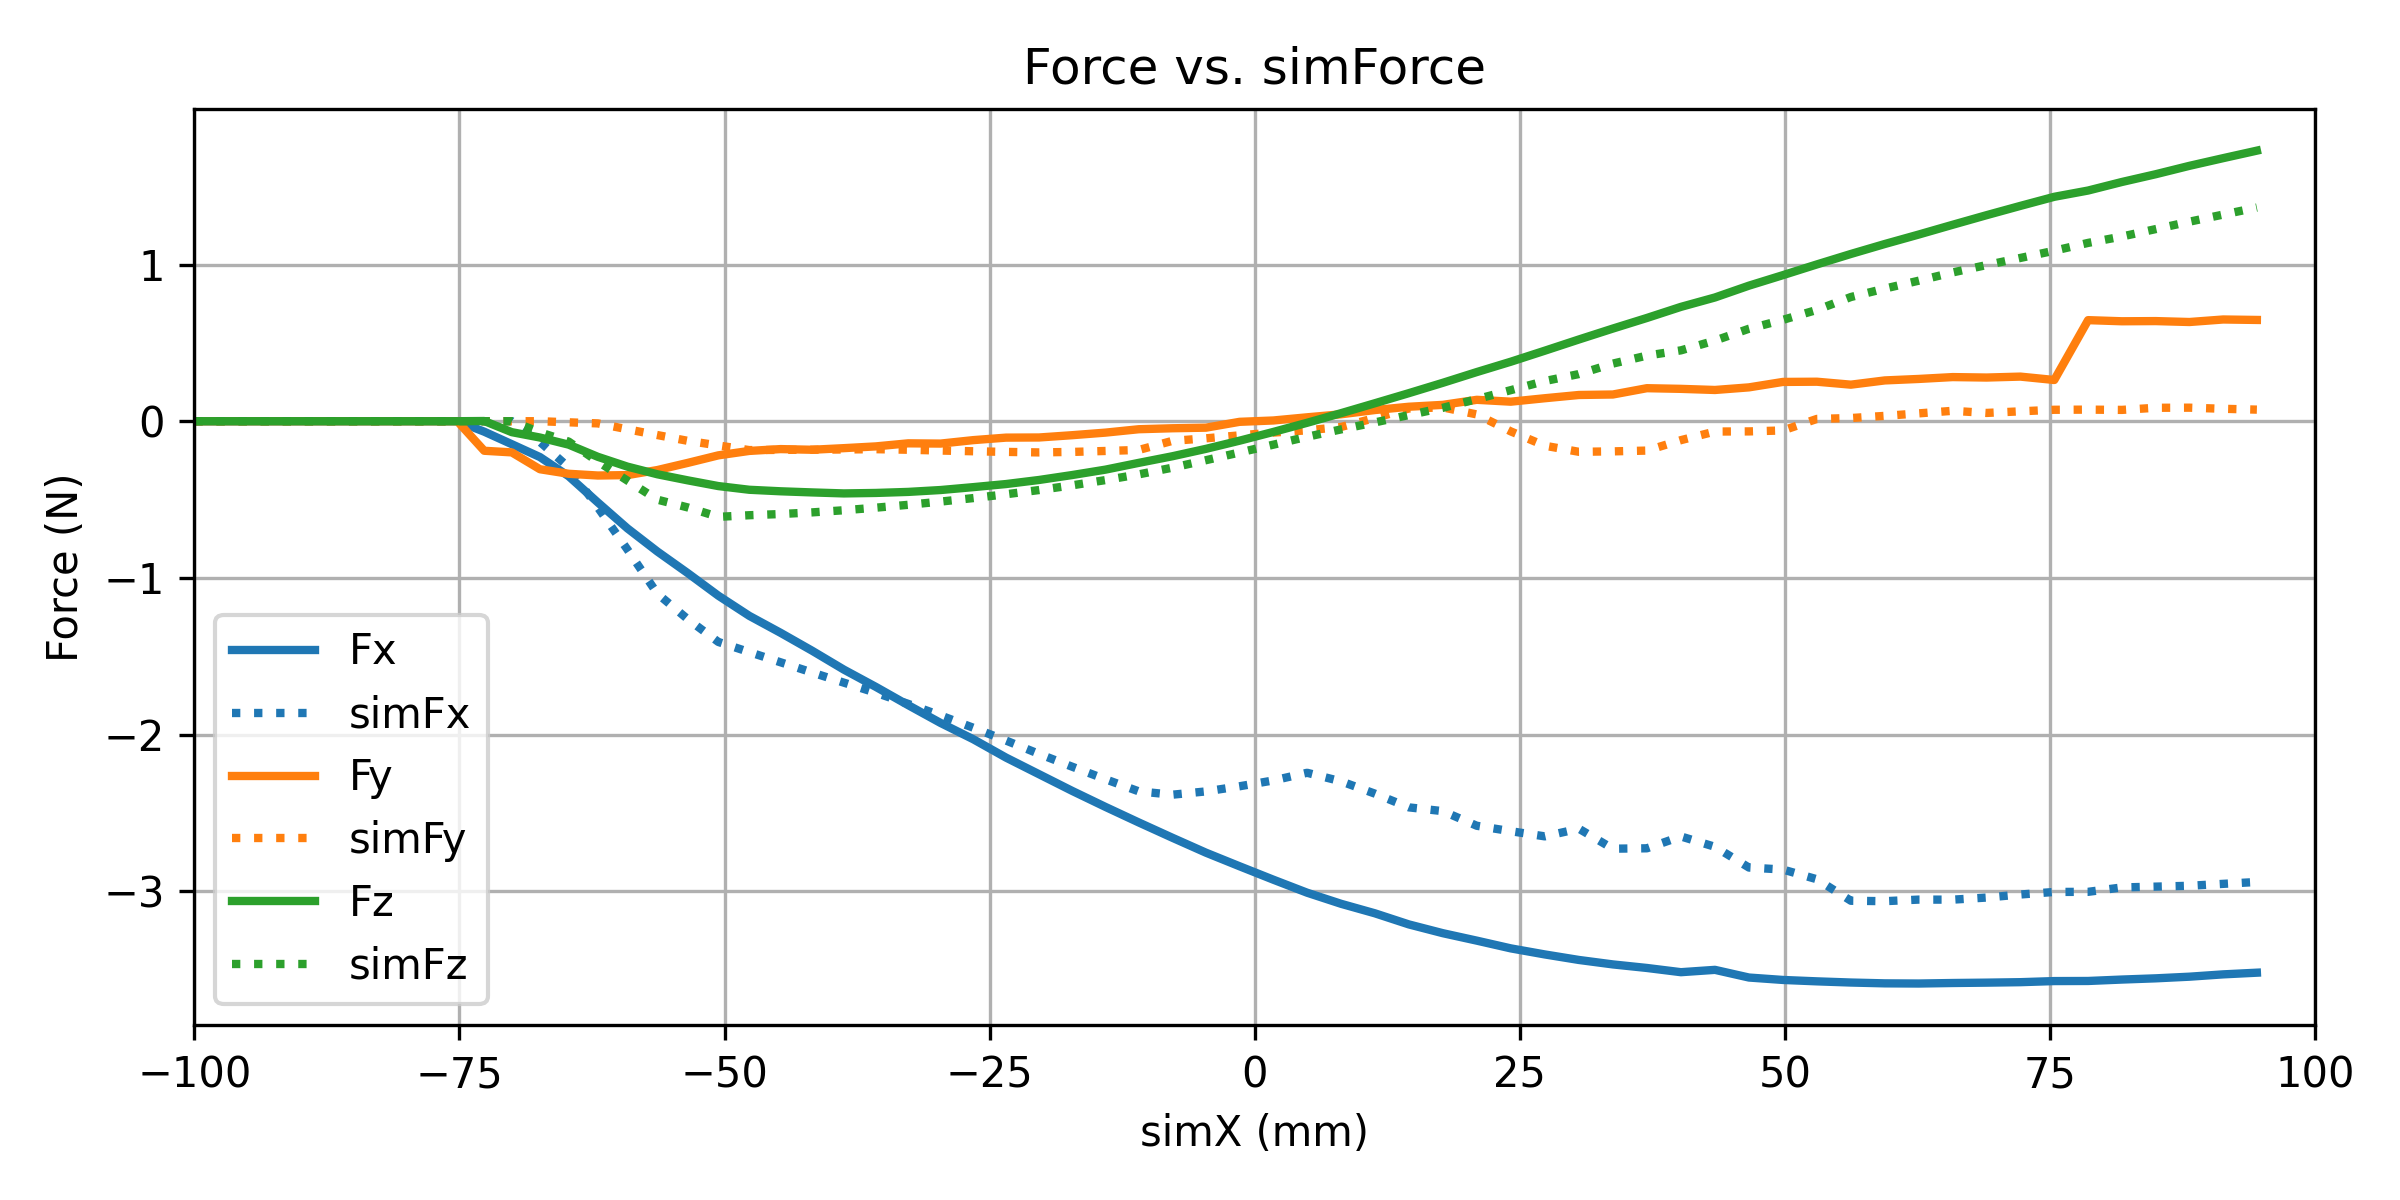 Force vs. simForce
Force (N)
1
0
−1
−2
−3
Fx
simFx
Fy
simFy
Fz
simFz
−100 −75 −50 −25 0 25 50 75 100
simX (mm)